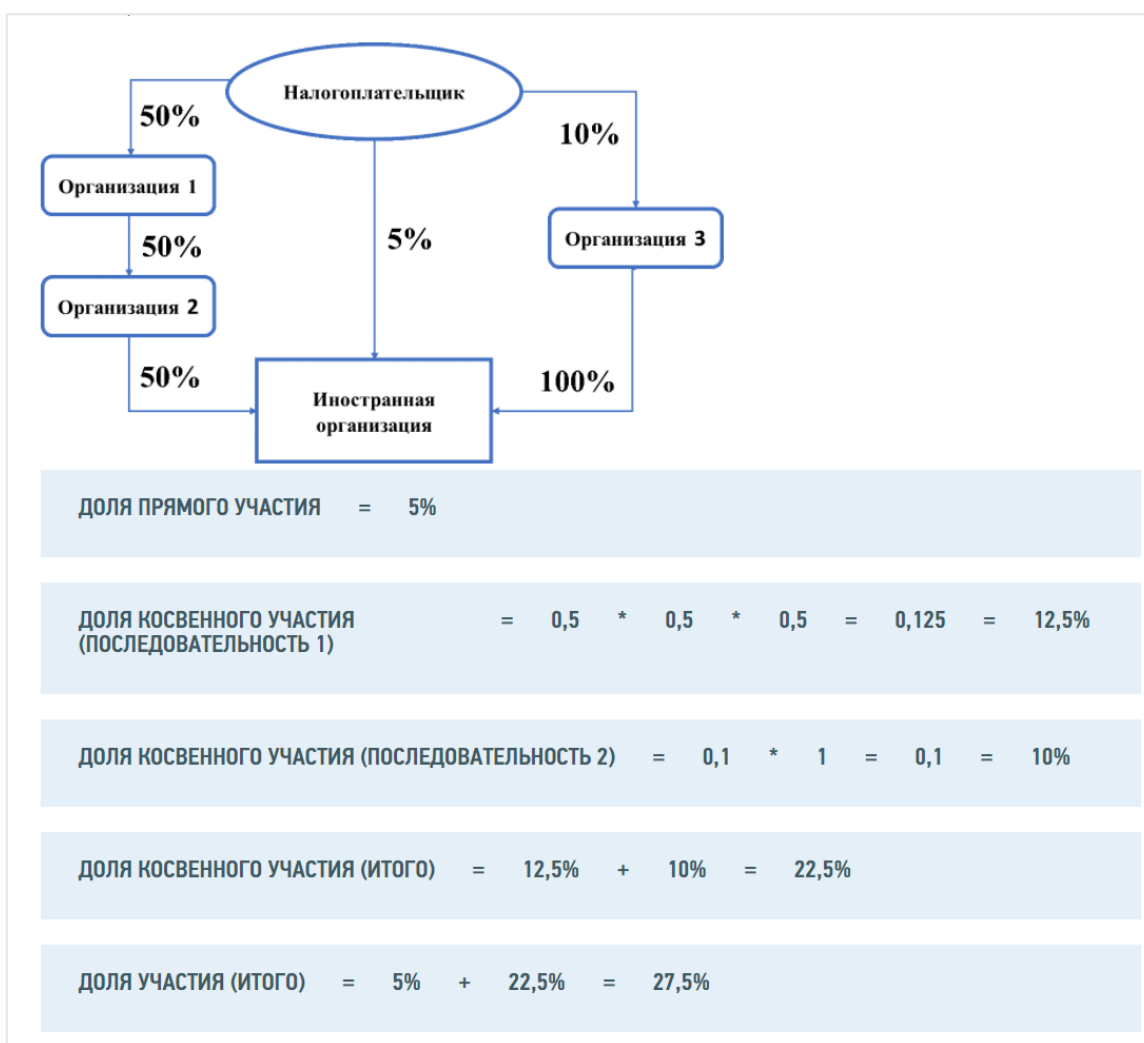 Налогоплательщик
50%
10%
Организация 1
5%
Организация 3
50%
Организация 2
50%
100%
Иностранная
организация
ДОЛЯ ПРЯМОГО УЧАСТИЯ = 5%
ДОЛЯ КОСВЕННОГО УЧАСТИЯ = 0,5 * 0,5 * 0,5 = 0,125 = 12,5%
(ПОСЛЕДОВАТЕЛЬНОСТЬ 1)
ДОЛЯ КОСВЕННОГО УЧАСТИЯ (ПОСЛЕДОВАТЕЛЬНОСТЬ 2) = 0,1 * 1 = 0,1 = 10%
ДОЛЯ КОСВЕННОГО УЧАСТИЯ (ИТОГО) = 12,5% + 10% = 22,5%
ДОЛЯ УЧАСТИЯ (ИТОГО) = 5% + 22,5% = 27,5%